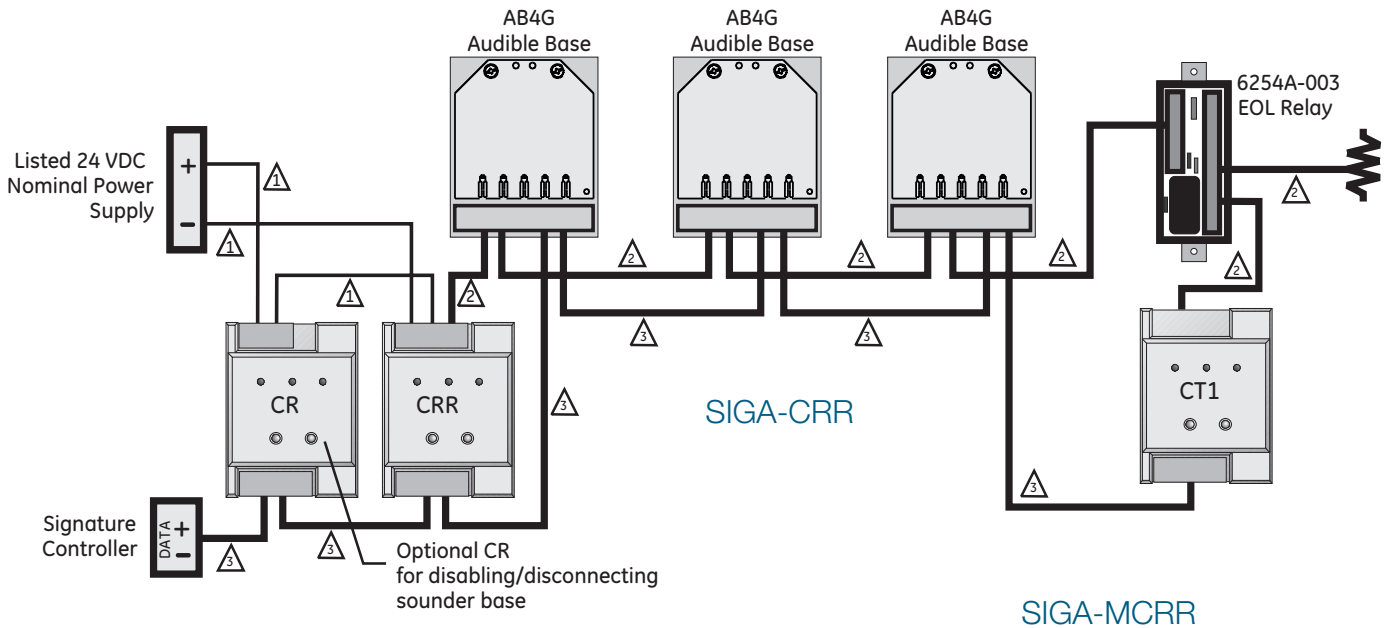 AB4G
Audible Base
AB4G
Audible Base
AB4G
Audible Base
6254A-003
EOL Relay
Listed 24 VDC
Nominal Power
Supply
+
-
1
1
1
2
2
2
2
2
2
3
3
3
CR
CRR
SIGA-CRR
CT1
3
Signature
Controller
DATA
- +
3
3
Optional CR
for disabling/disconnecting
sounder base
SIGA-MCRR